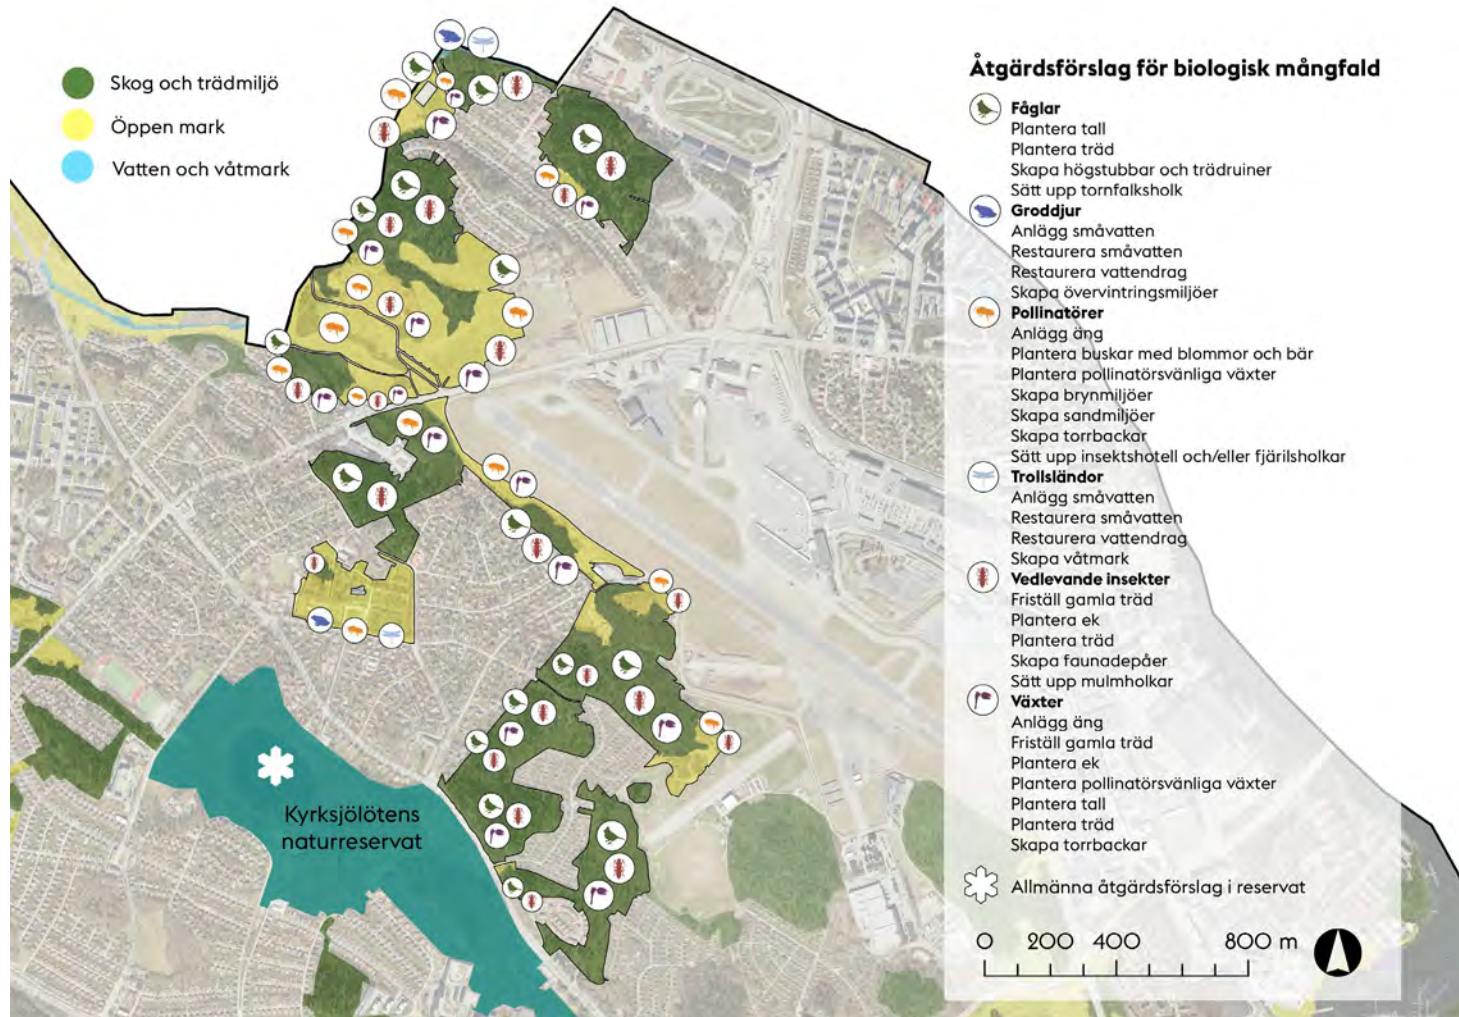 Skog och trädmiljö
Öppen mark
Vatten och våtmark
Kyrksjölötens
naturreservat
Åtgärdsförslag för biologisk mångfald
Fåglar
Plantera tall
Plantera träd
Skapa högstubbar och trädruiner
Sätt upp tornfalksholk
Groddjur
Anlägg småvatten
Restaurera småvatten
Restaurera vattendrag
Skapa övervintringsmiljöer
Pollinatörer
Anlägg äng
Plantera buskar med blommor och bär
Plantera pollinatörsvänliga växter
Skapa brynmiljöer
Skapa sandmiljöer
Skapa torrbackar
Sätt upp insektshotell och/eller fjärilsholkar
Trollsländor
Anlägg småvatten
Restaurera småvatten
Restaurera vattendrag
Skapa våtmark
Vedlevande insekter
Friställ gamla träd
Plantera ek
Plantera träd
Skapa faunadepåer
Sätt upp mulmholkar
Växter
Anlägg äng
Friställ gamla träd
Plantera ek
Plantera pollinatörsvänliga växter
Plantera tall
Plantera träd
Skapa torrbackar
Allmänna åtgärdsförslag i reservat
0 200 400 800 m